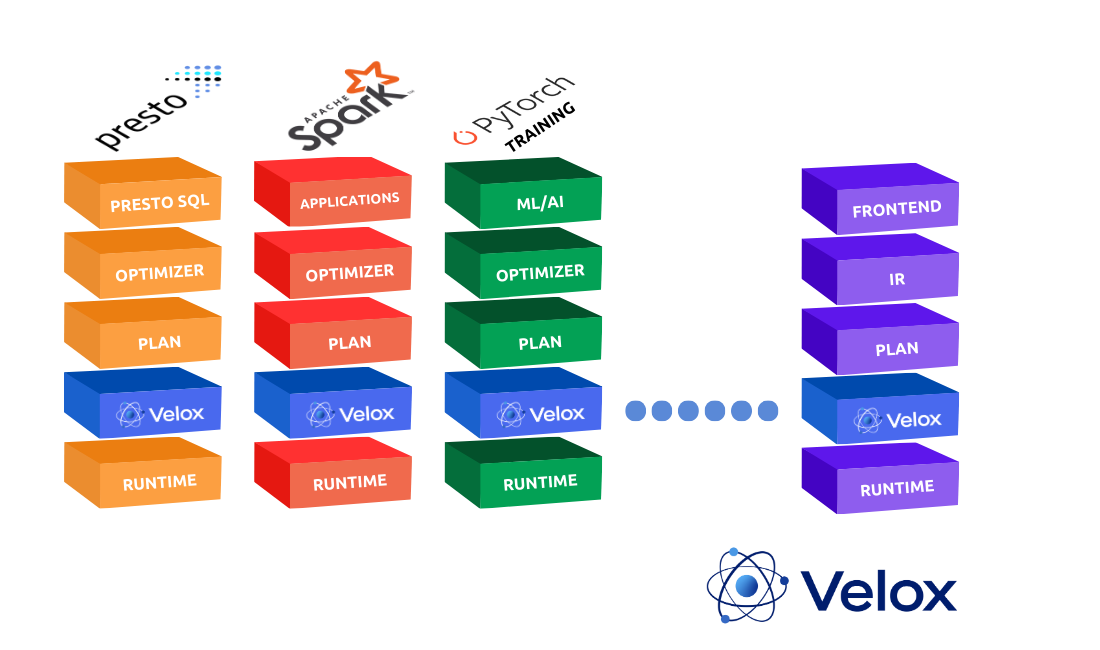 presto
APACHE
Spark
™
PyTorch
TRAINING
PRESTO SQL
OPTIMIZER
PLAN
Velox
RUNTIME
APPLICATIONS
OPTIMIZER
PLAN
Velox
RUNTIME
ML/AI
OPTIMIZER
PLAN
Velox
RUNTIME
FRONTEND
IR
PLAN
Velox
RUNTIME
Velox